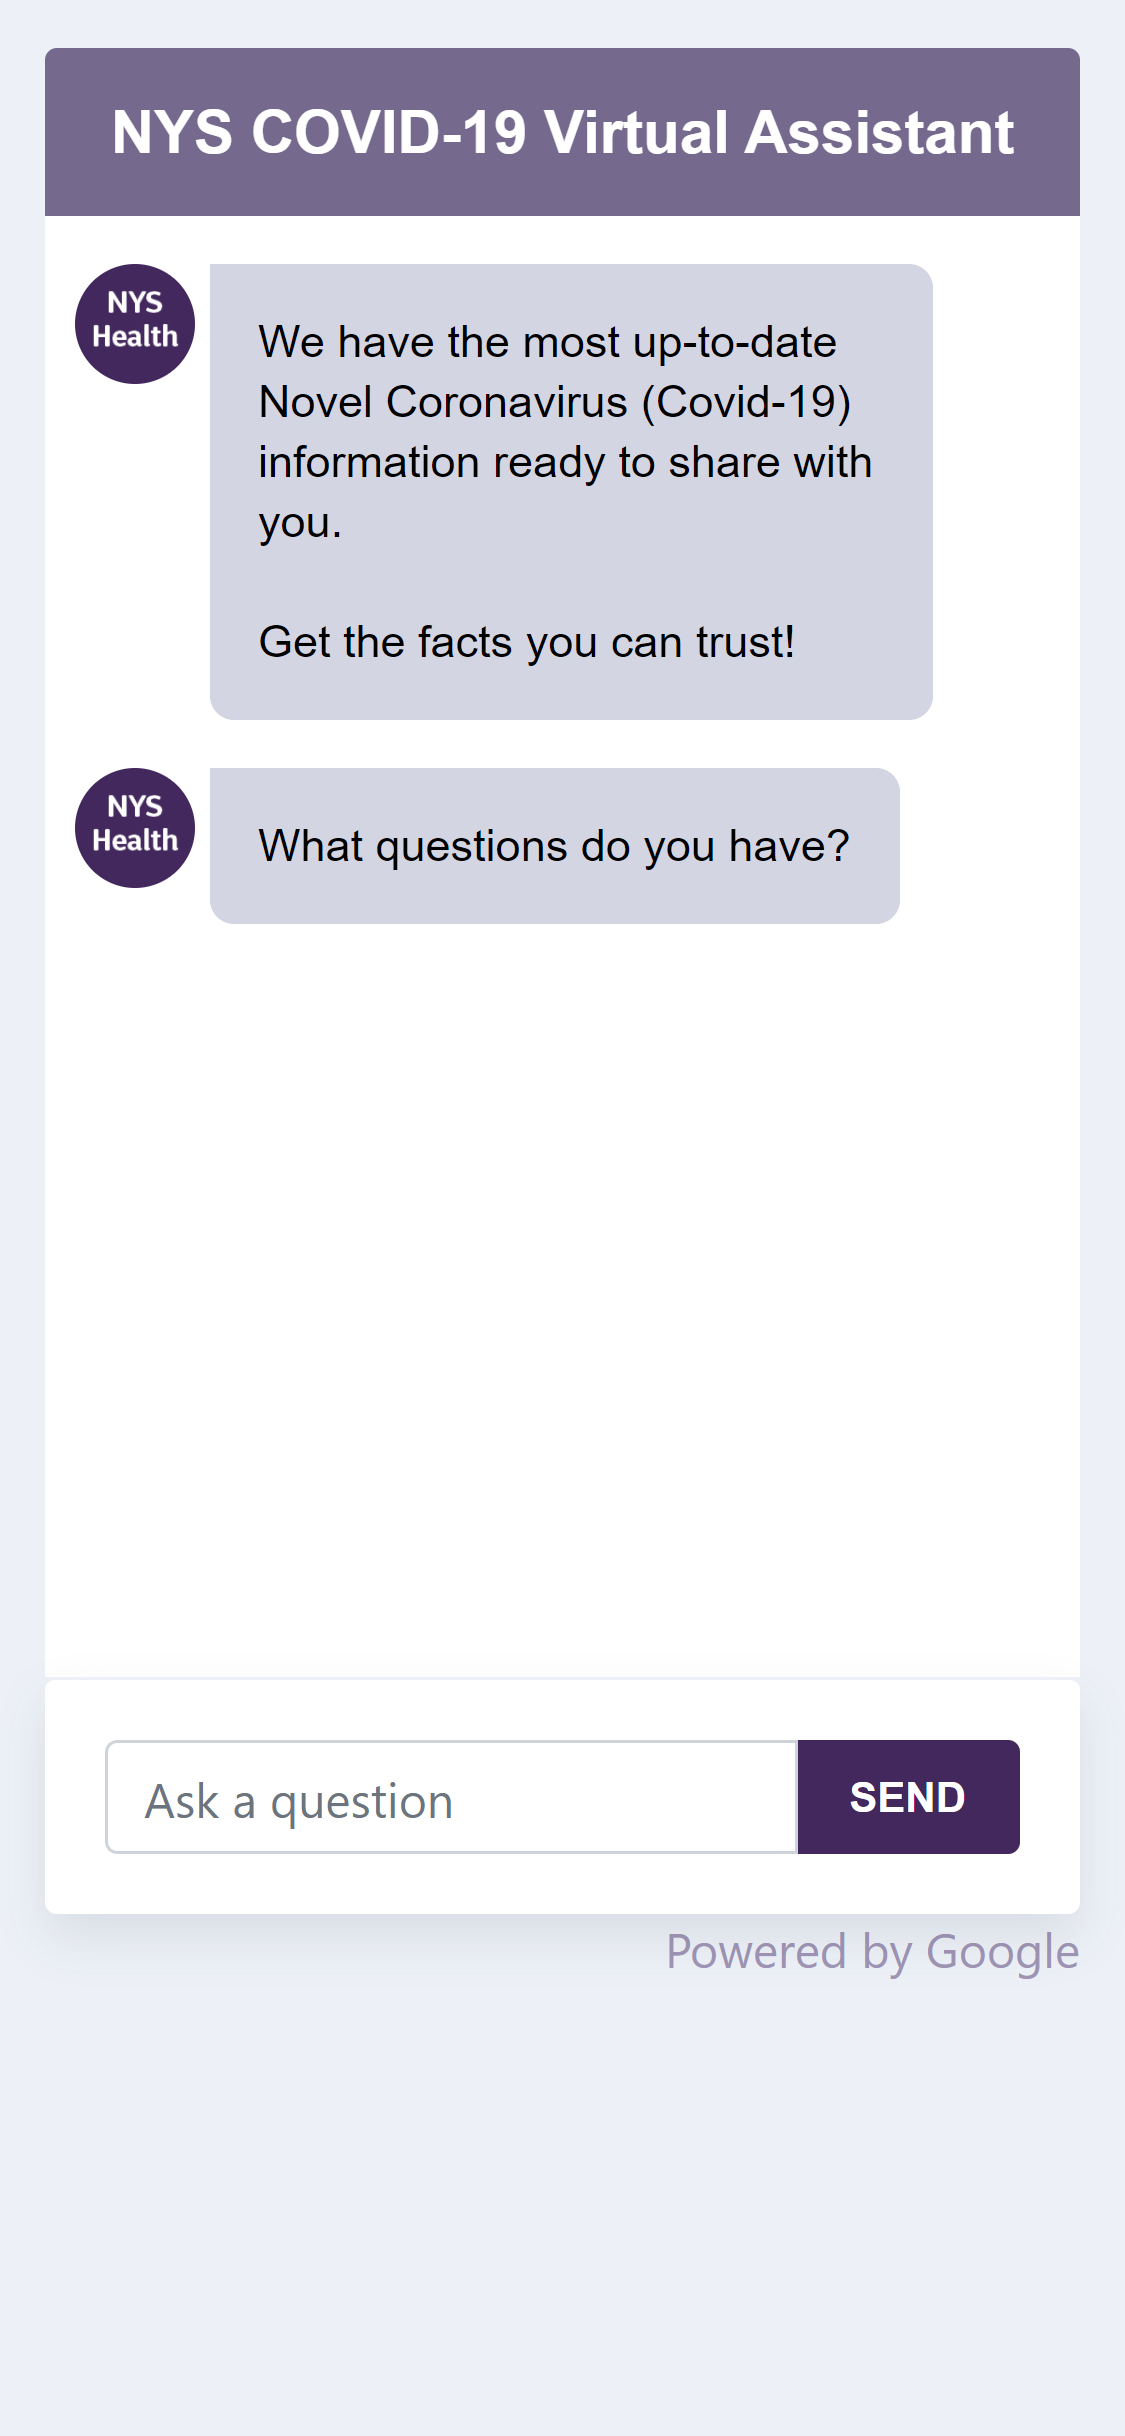 NYS COVID-19 Virtual Assistant
NYS
Health
We have the most up-to-date
Novel Coronavirus (Covid-19)
information ready to share with
you.
Get the facts you can trust!
NYS
Health
What questions do you have?
Ask a question
SEND
Powered by Google